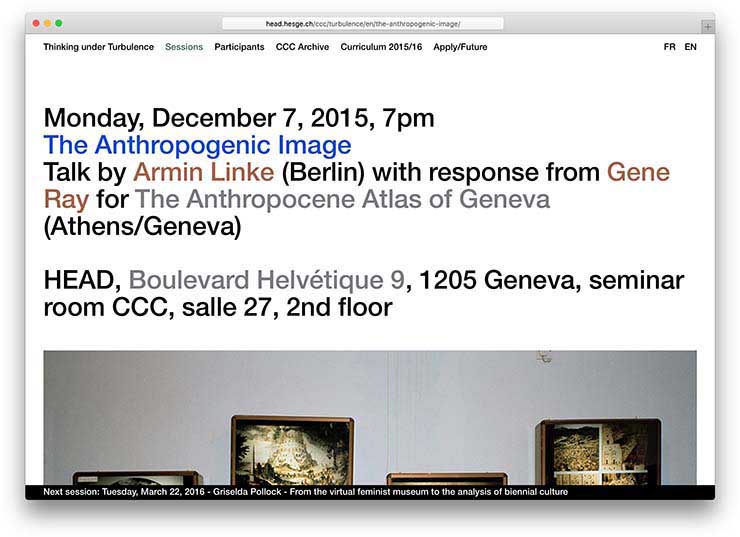 head.hesge.ch/ccc/turbulence/en/the-anthropogenic-image/
Thinking under Turbulence Sessions Participants CCC Archive Curriculum 2015/16 Apply/Future FR EN
Monday, December 7, 2015, 7pm
The Anthropogenic Image
Talk by Armin Linke (Berlin) with response from Gene
Ray for The Anthropocene Atlas of Geneva
(Athens/Geneva)
HEAD, Boulevard Helvétique 9, 1205 Geneva, seminar
room CCC, salle 27, 2nd floor
Next session: Tuesday, March 22, 2016 - Griselda Pollock - From the virtual feminist museum to the analysis of biennial culture